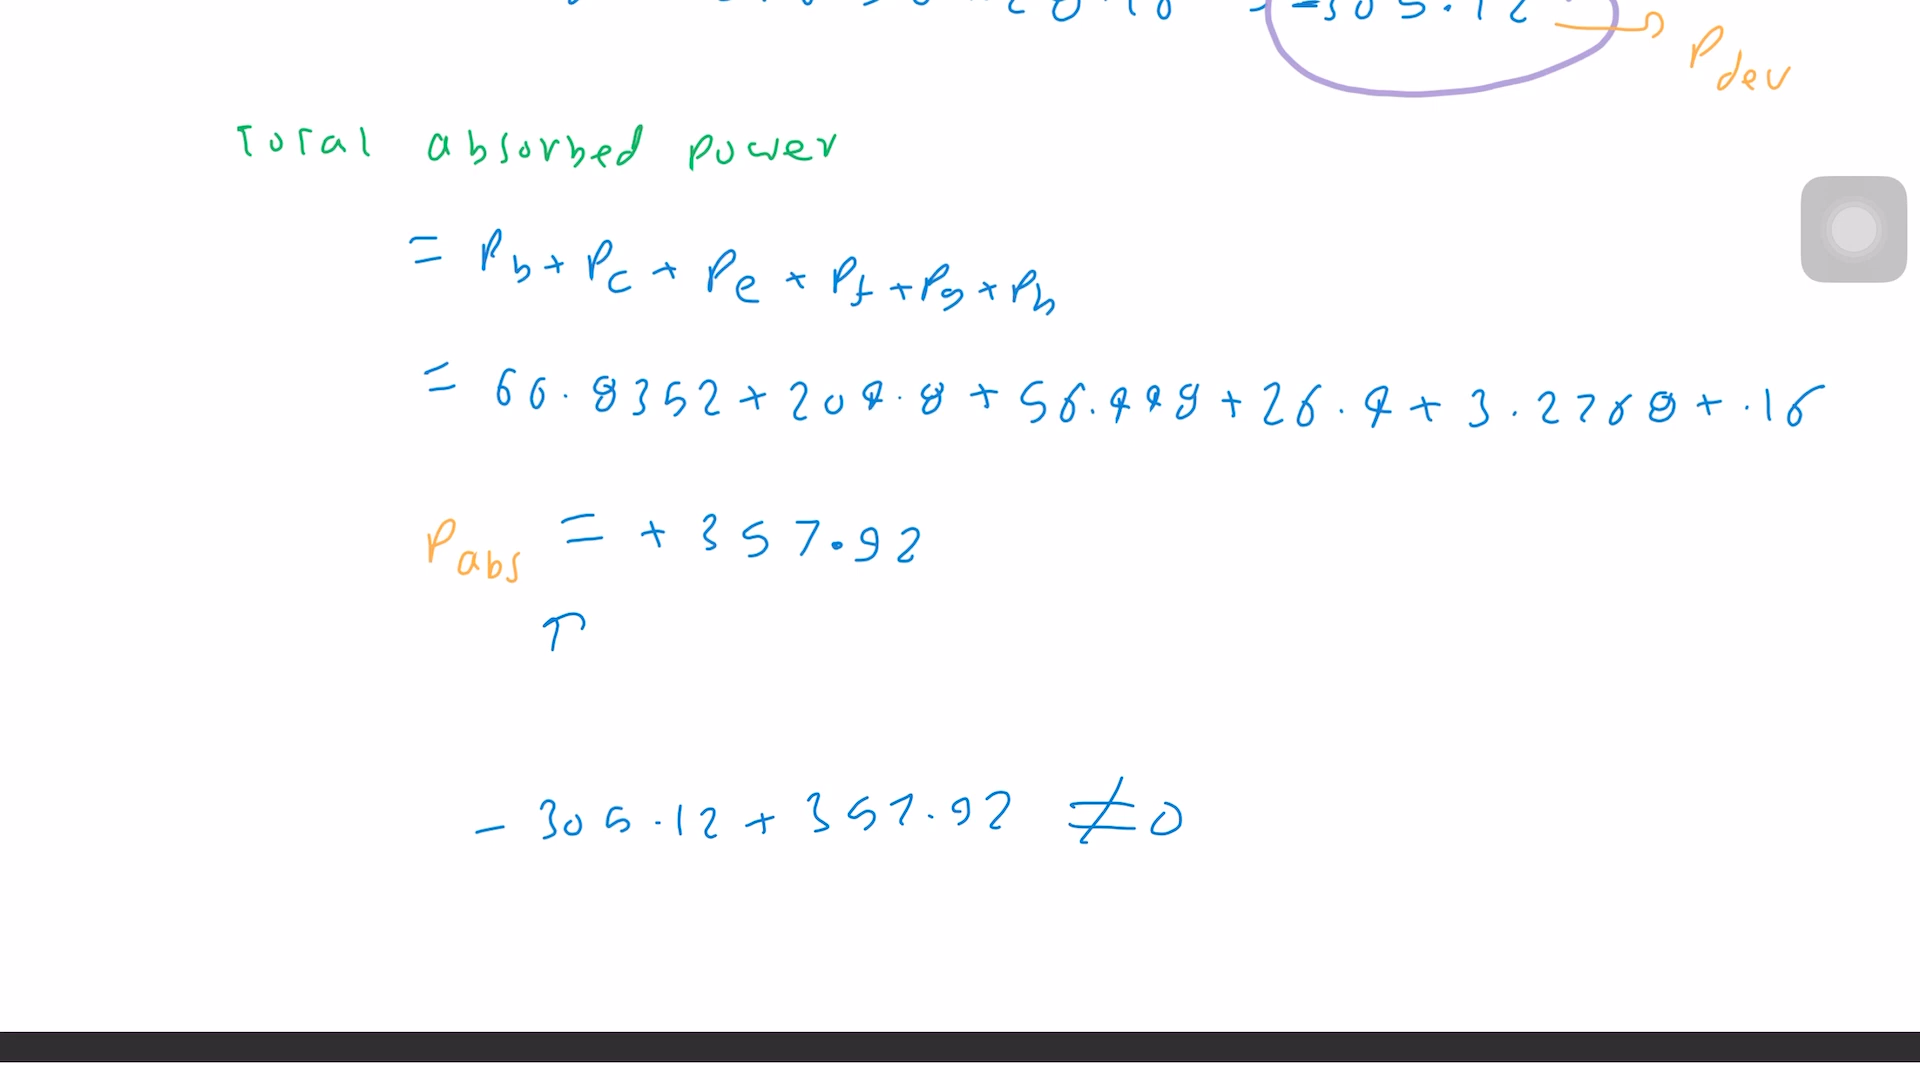 -305.12
Pdev
Total absorbed power
= Pb + Pc + Pe + Pf + Pg + Ph
= 66.8352 + 204.8 + 56.448 + 26.4 + 3.2768 + .16
Pabs = + 357.92
- 305.12 + 357.92 ≠ 0